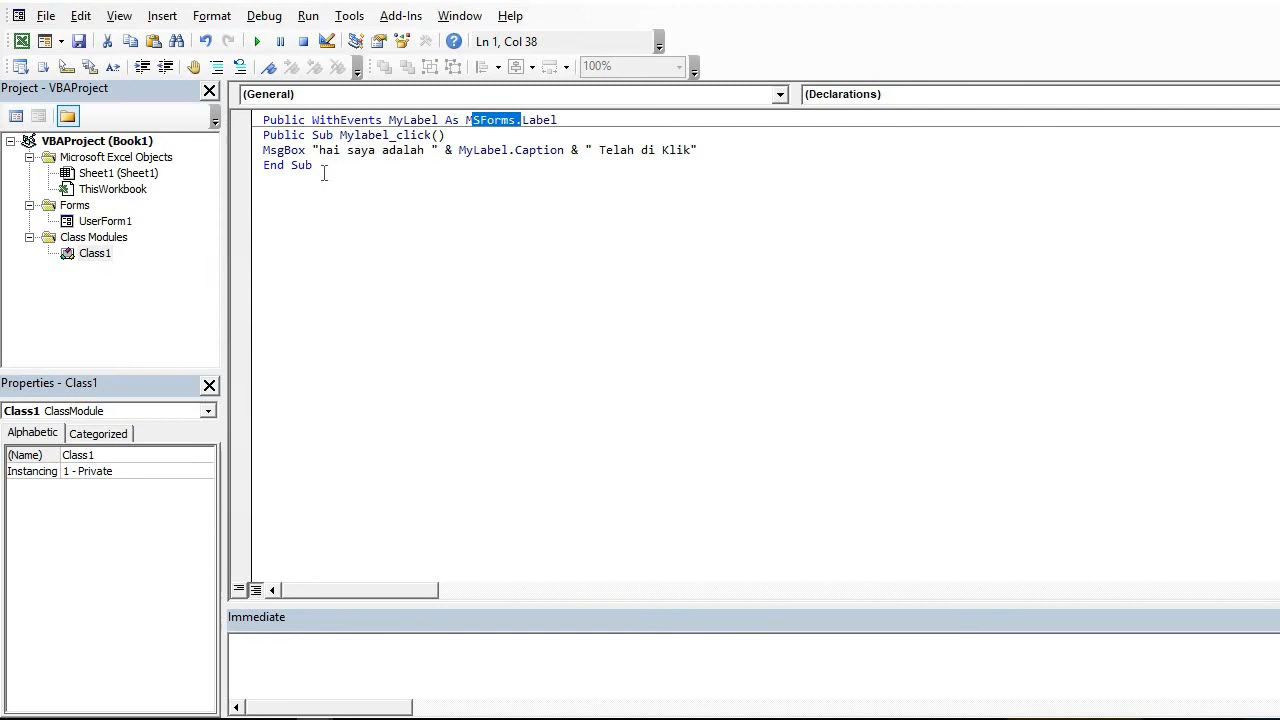 File Edit View Insert Format Debug Run Tools Add-Ins Window Help
Ln 1, Col 38
100%
Project - VBAProject
VBAProject (Book1)
Microsoft Excel Objects
Sheet1 (Sheet1)
ThisWorkbook
Forms
UserForm1
Class Modules
Class1
Properties - Class1
Class1 ClassModule
Alphabetic Categorized
(Name) Class1
Instancing 1 - Private
(General) (Declarations)
Public WithEvents MyLabel As MSForms.Label
Public Sub Mylabel_click()
MsgBox "hai saya adalah " & MyLabel.Caption & " Telah di Klik"
End Sub
Immediate